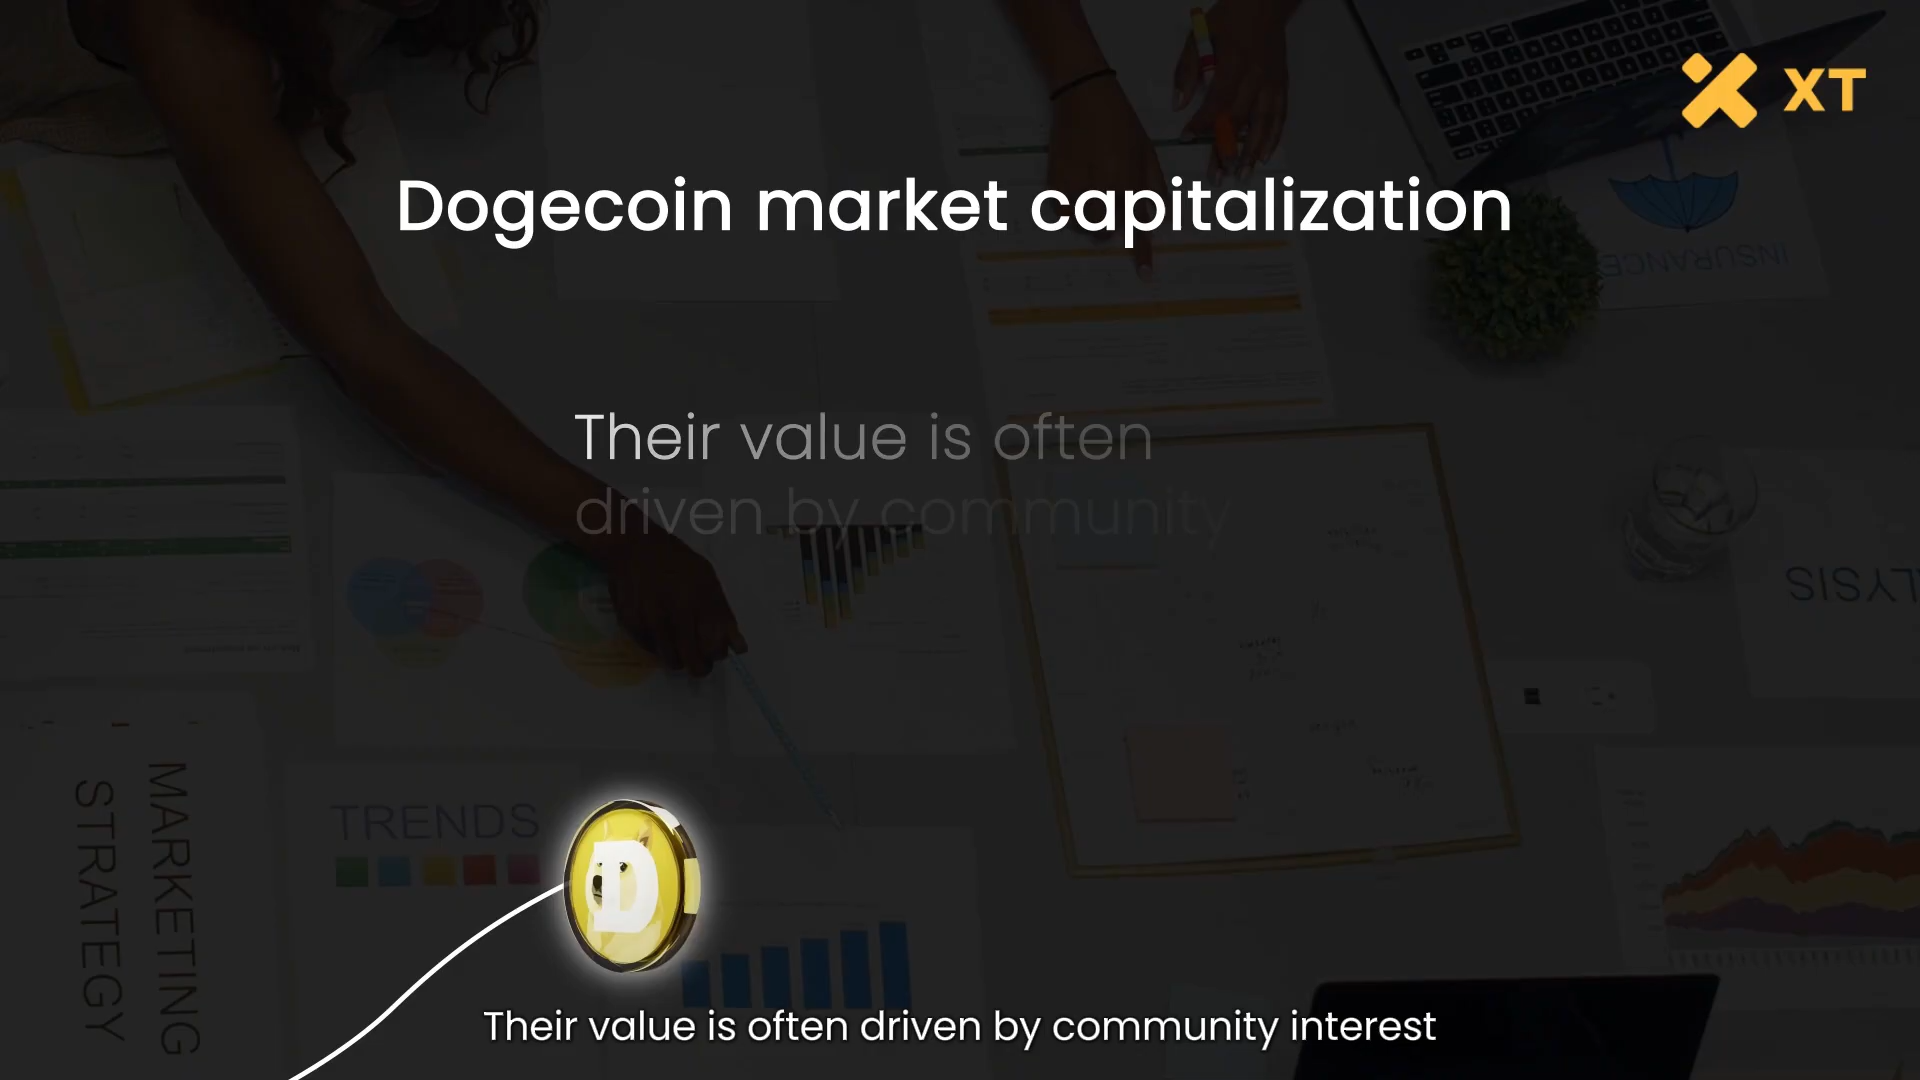 XT
Dogecoin market capitalization
INSURANCE
Their value is often
driven by community
ALYSIS
MARKETING
STRATEGY
TRENDS
D
Their value is often driven by community interest